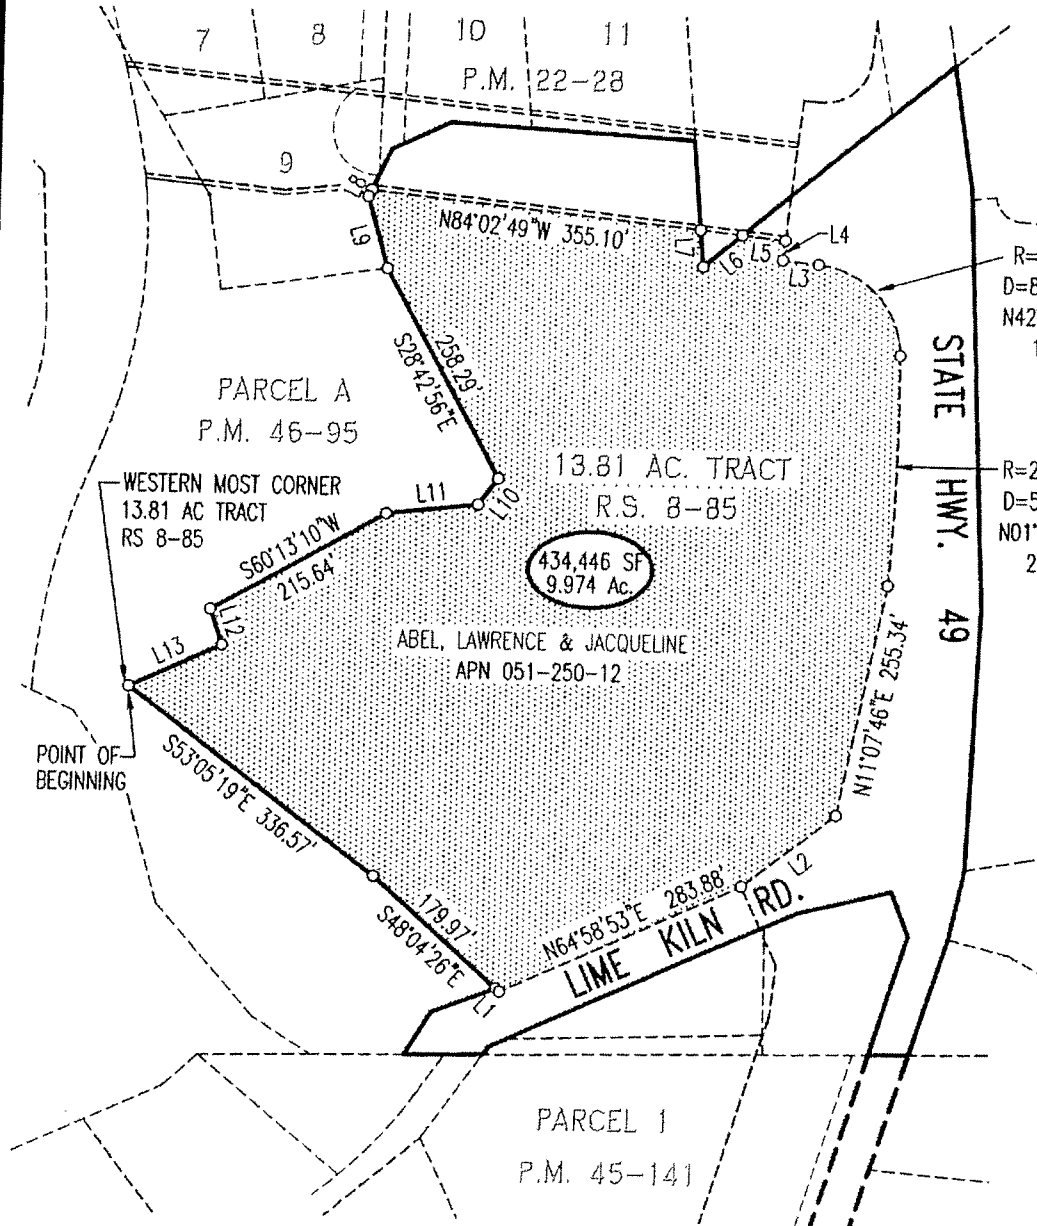 7
8
10
11
P.M. 22-28
9
L8
N84°02'49"W 355.10'
L7
L6
L5
L4
L3
L9
R=
D=8
N42°
1
258.29'
S28°42'56"E
STATE HWY. 49
PARCEL A
P.M. 46-95
13.81 AC. TRACT
R.S. 8-85
R=2
D=5
N01°
2
WESTERN MOST CORNER
13.81 AC TRACT
RS 8-85
L11
L10
S60°13'10"W
215.64'
434,446 SF
9.974 Ac.
L12
L13
ABEL, LAWRENCE & JACQUELINE
APN 051-250-12
N11°07'46"E 255.34'
POINT OF
BEGINNING
S53°05'19"E 336.57'
179.97'
S48°04'26"E
L1
N64°58'53"E 283.88'
L2
LIME KILN RD.
PARCEL 1
P.M. 45-141